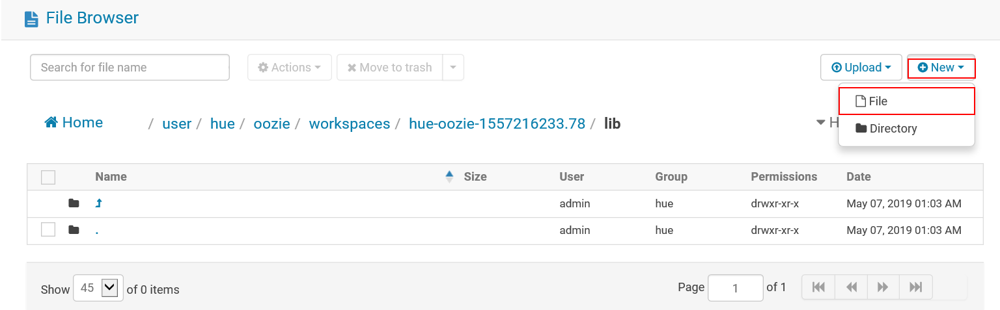 File Browser
Search for file name Actions Move to trash Upload New
File
Home / user / hue / oozie / workspaces / hue-oozie-1557216233.78 / lib H
Directory
Name Size User Group Permissions Date
admin hue drwxr-xr-x May 07, 2019 01:03 AM
. admin hue drwxr-xr-x May 07, 2019 01:03 AM
Show 45 of 0 items Page 1 of 1